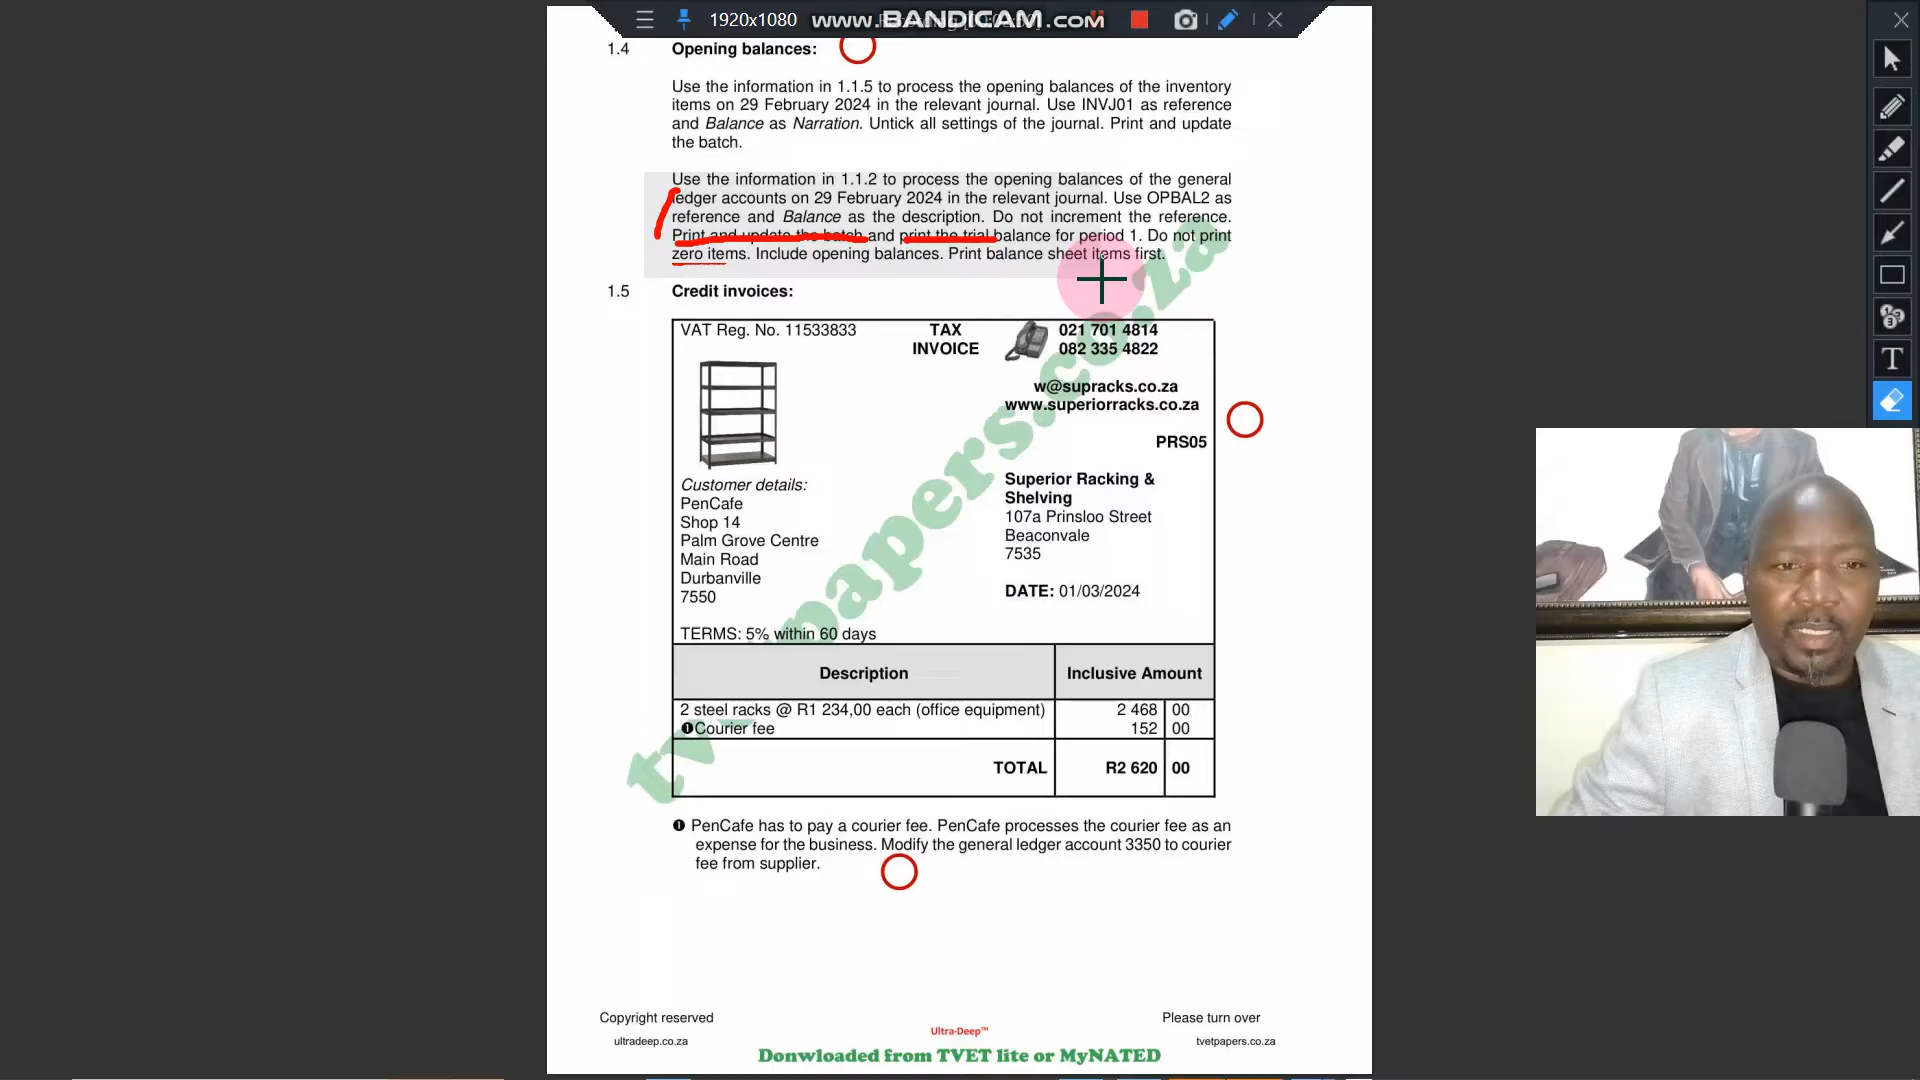 1920x1080
www.BANDICAM.com
1.4 Opening balances:
Use the information in 1.1.5 to process the opening balances of the inventory
items on 29 February 2024 in the relevant journal. Use INVJ01 as reference
and Balance as Narration. Untick all settings of the journal. Print and update
the batch.
Use the information in 1.1.2 to process the opening balances of the general
ledger accounts on 29 February 2024 in the relevant journal. Use OPBAL2 as
reference and Balance as the description. Do not increment the reference.
Print and update the batch and print the trial balance for period 1. Do not print
zero items. Include opening balances. Print balance sheet items first.
1.5 Credit invoices:
VAT Reg. No. 11533833 TAX 021 701 4814
INVOICE 082 335 4822
w@supracks.co.za
www.superiorracks.co.za
PRS05
Customer details:
PenCafe
Shop 14
Palm Grove Centre
Main Road
Durbanville
7550
Superior Racking &
Shelving
107a Prinsloo Street
Beaconvale
7535
DATE: 01/03/2024
TERMS: 5% within 60 days
Description Inclusive Amount
2 steel racks @ R1 234,00 each (office equipment) 2 468 00
❶Courier fee 152 00
TOTAL R2 620 00
❶ PenCafe has to pay a courier fee. PenCafe processes the courier fee as an
expense for the business. Modify the general ledger account 3350 to courier
fee from supplier.
Copyright reserved Please turn over
Ultra-Deep™
ultradeep.co.za tvetpapers.co.za
Donwloaded from TVET lite or MyNATED